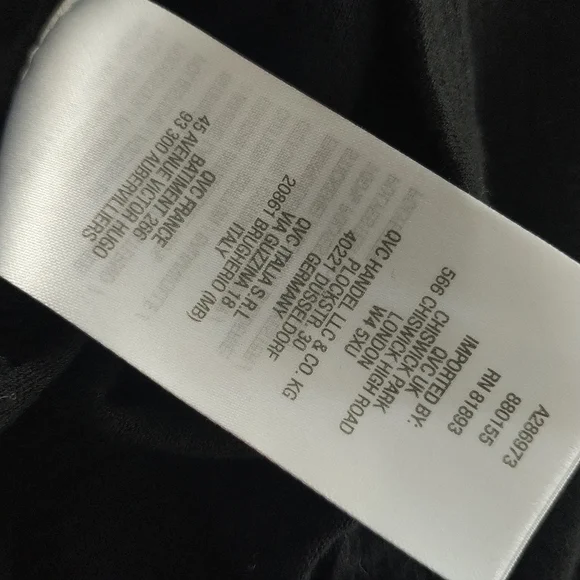 A286973
880155
RN 81893
IMPORTED BY:
QVC UK
CHISWICK PARK
566 CHISWICK HIGH ROAD
LONDON
W4 5XU
QVC HANDEL LLC & CO. KG
PLOCKSTR. 30
40221 DUSSELDORF
GERMANY
QVC ITALIA S.R.L
VIA GUZZINA 18
20861 BRUGHERIO (MB)
ITALY
QVC FRANCE
BATIMENT 266
45 AVENUE VICTOR HUGO
93 300 AUBERVILLIERS